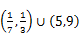 (1/7, 1/3) ∪ (5,9)